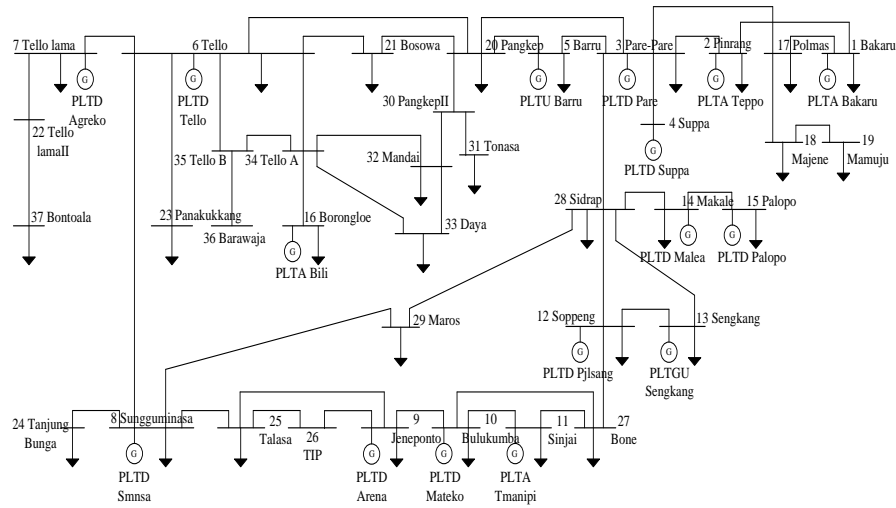 7 Tello lama
6 Tello
21 Bosowa
20 Pangkep
5 Barru
3 Pare-Pare
2 Pinrang
17 Polmas
1 Bakaru
G
G
G
G
G
G
PLTD
Agreko
PLTD
Tello
PLTU Barru
PLTD Pare
PLTA Teppo
PLTA Bakaru
30 PangkepII
4 Suppa
G
PLTD Suppa
22 Tello
lamaII
35 Tello B
34 Tello A
32 Mandai
31 Tonasa
18
Majene
19
Mamuju
37 Bontoala
23 Panakukkang
36 Barawaja
16 Borongloe
G
PLTA Bili
33 Daya
28 Sidrap
14 Makale
15 Palopo
G
G
PLTD Malea
PLTD Palopo
29 Maros
12 Soppeng
13 Sengkang
G
G
PLTD Pjlsang
PLTGU
Sengkang
24 Tanjung
Bunga
8 Sungguminasa
25
Talasa
26
TIP
9
Jeneponto
10
Bulukumba
11
Sinjai
27
Bone
G
G
G
G
PLTD
Smnsa
PLTD
Arena
PLTD
Mateko
PLTA
Tmanipi